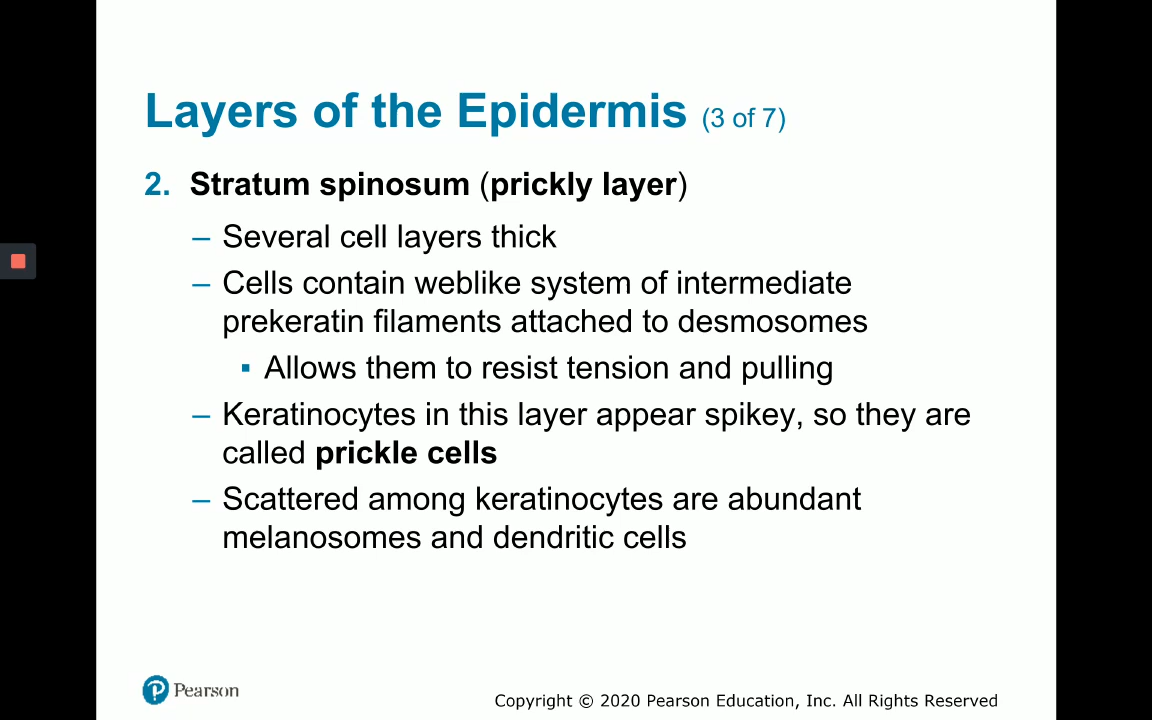 Layers of the Epidermis (3 of 7)
2. Stratum spinosum (prickly layer)
– Several cell layers thick
– Cells contain weblike system of intermediate
prekeratin filaments attached to desmosomes
▪ Allows them to resist tension and pulling
– Keratinocytes in this layer appear spikey, so they are
called prickle cells
– Scattered among keratinocytes are abundant
melanosomes and dendritic cells
P Pearson
Copyright © 2020 Pearson Education, Inc. All Rights Reserved